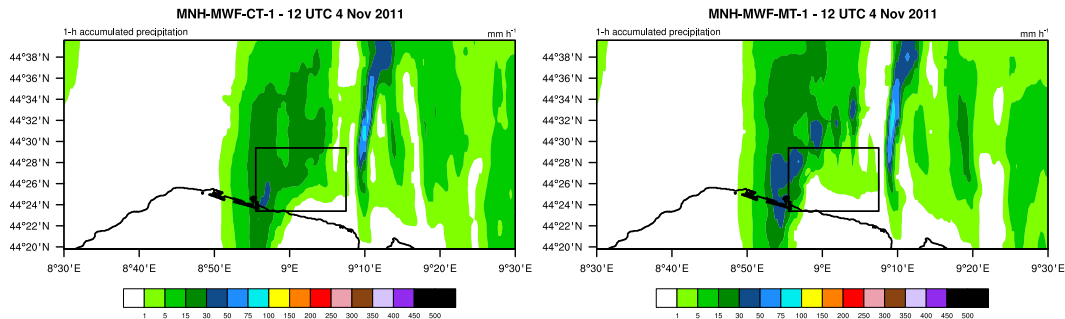 MNH-MWF-CT-1 - 12 UTC 4 Nov 2011
1-h accumulated precipitation mm h⁻¹
44°38'N
44°36'N
44°34'N
44°32'N
44°30'N
44°28'N
44°26'N
44°24'N
44°22'N
44°20'N
8°30'E 8°40'E 8°50'E 9°E 9°10'E 9°20'E 9°30'E
1 5 15 30 50 75 100 150 200 250 300 350 400 450 500
MNH-MWF-MT-1 - 12 UTC 4 Nov 2011
1-h accumulated precipitation mm h⁻¹
44°38'N
44°36'N
44°34'N
44°32'N
44°30'N
44°28'N
44°26'N
44°24'N
44°22'N
44°20'N
8°30'E 8°40'E 8°50'E 9°E 9°10'E 9°20'E 9°30'E
1 5 15 30 50 75 100 150 200 250 300 350 400 450 500